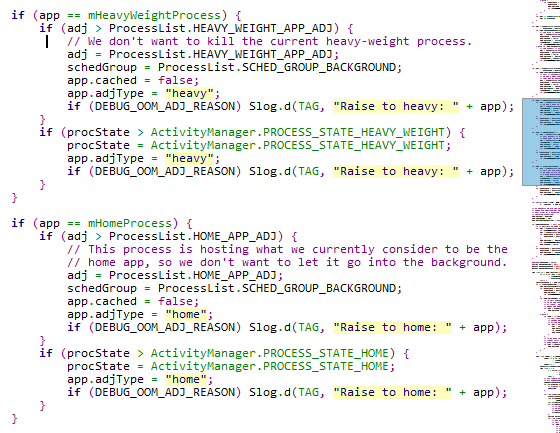 if (app == mHeavyWeightProcess) {
if (adj > ProcessList.HEAVY_WEIGHT_APP_ADJ) {
// We don't want to kill the current heavy-weight process.
adj = ProcessList.HEAVY_WEIGHT_APP_ADJ;
schedGroup = ProcessList.SCHED_GROUP_BACKGROUND;
app.cached = false;
app.adjType = "heavy";
if (DEBUG_OOM_ADJ_REASON) Slog.d(TAG, "Raise to heavy: " + app);
}
if (procState > ActivityManager.PROCESS_STATE_HEAVY_WEIGHT) {
procState = ActivityManager.PROCESS_STATE_HEAVY_WEIGHT;
app.adjType = "heavy";
if (DEBUG_OOM_ADJ_REASON) Slog.d(TAG, "Raise to heavy: " + app);
}
}
if (app == mHomeProcess) {
if (adj > ProcessList.HOME_APP_ADJ) {
// This process is hosting what we currently consider to be the
// home app, so we don't want to let it go into the background.
adj = ProcessList.HOME_APP_ADJ;
schedGroup = ProcessList.SCHED_GROUP_BACKGROUND;
app.cached = false;
app.adjType = "home";
if (DEBUG_OOM_ADJ_REASON) Slog.d(TAG, "Raise to home: " + app);
}
if (procState > ActivityManager.PROCESS_STATE_HOME) {
procState = ActivityManager.PROCESS_STATE_HOME;
app.adjType = "home";
if (DEBUG_OOM_ADJ_REASON) Slog.d(TAG, "Raise to home: " + app);
}
}